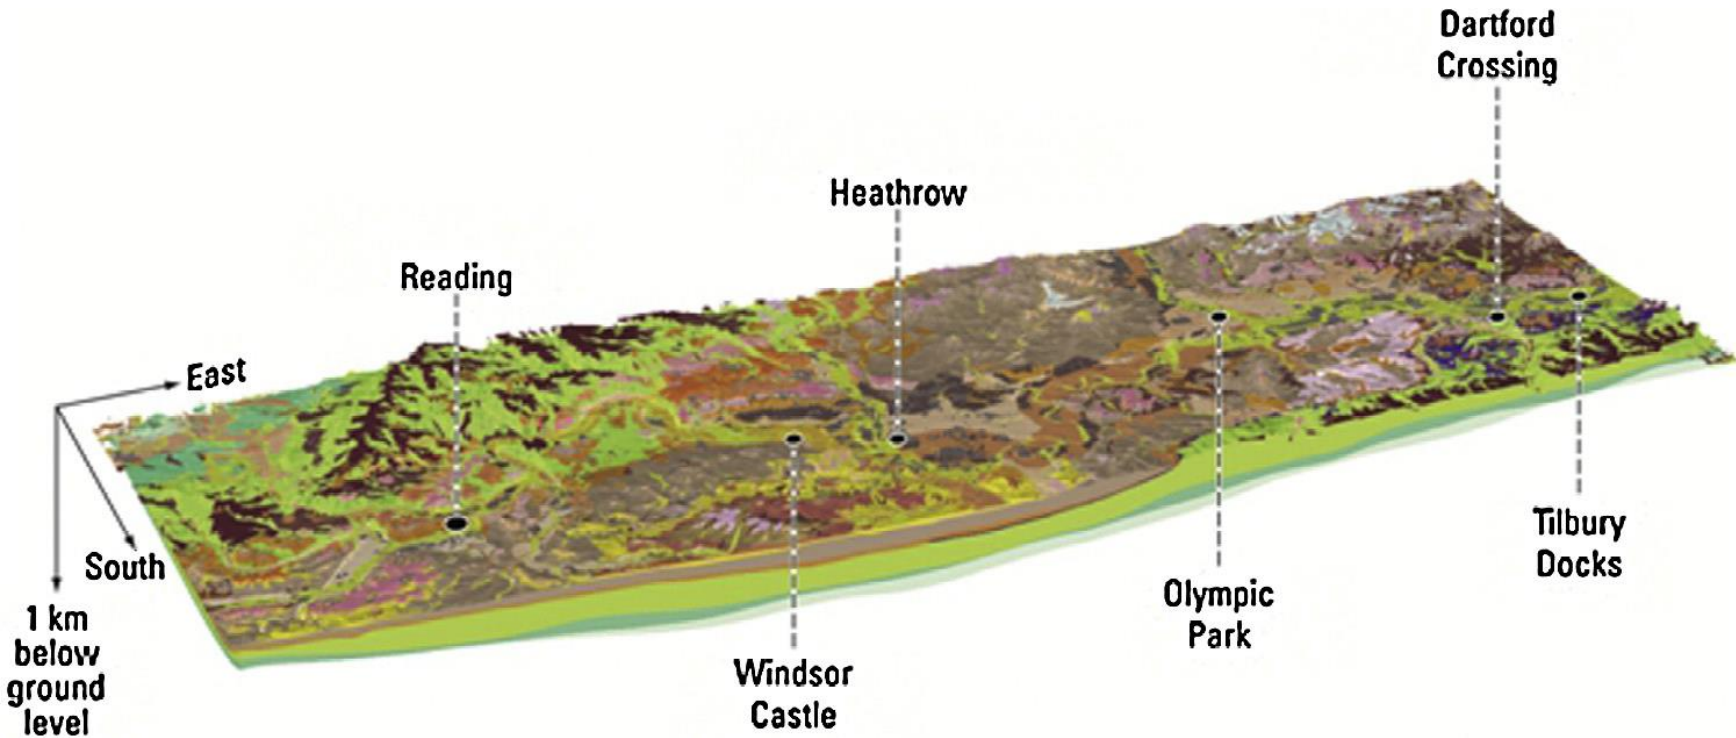 Dartford
Crossing
Heathrow
Reading
East
South
1 km
below
ground
level
Windsor
Castle
Olympic
Park
Tilbury
Docks